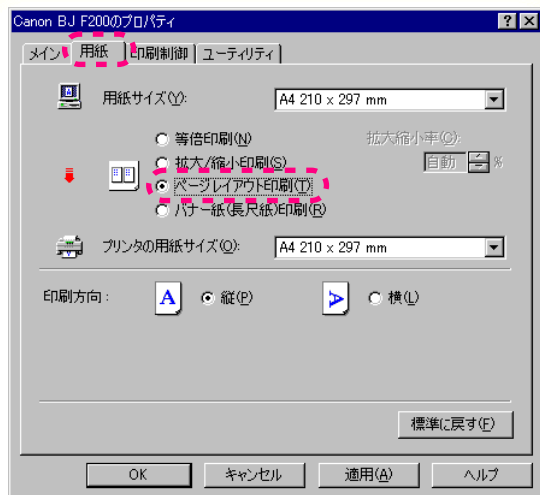 Canon BJ F200のプロパティ
メイン 用紙 印刷制御 ユーティリティ
用紙サイズ(Y): A4 210 x 297 mm
等倍印刷(N) 拡大縮小率(C):
拡大/縮小印刷(S) 自動 %
ページレイアウト印刷(T)
バナー紙(長尺紙)印刷(R)
プリンタの用紙サイズ(O): A4 210 x 297 mm
印刷方向: A 縦(P) A 横(L)
標準に戻す(F)
OK キャンセル 適用(A) ヘルプ